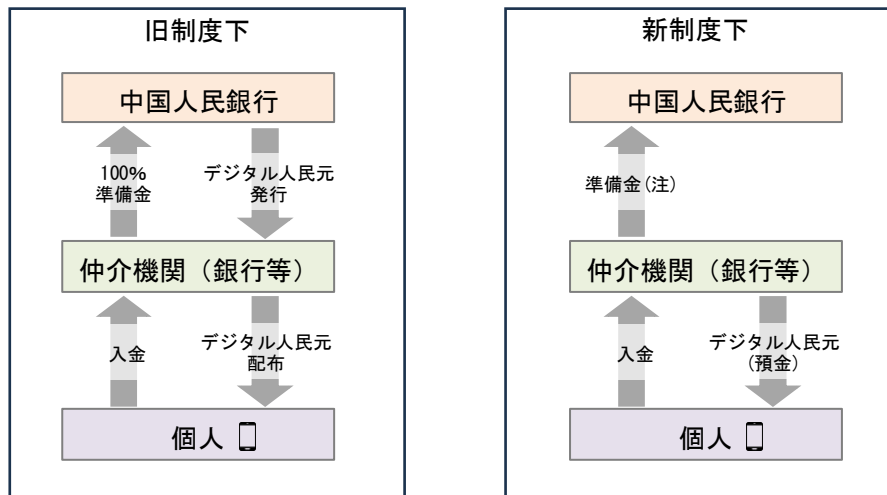 旧制度下
中国人民銀行
100%
準備金
デジタル人民元
発行
仲介機関（銀行等）
入金
デジタル人民元
配布
個人
新制度下
中国人民銀行
準備金(注)
仲介機関（銀行等）
入金
デジタル人民元
(預金)
個人